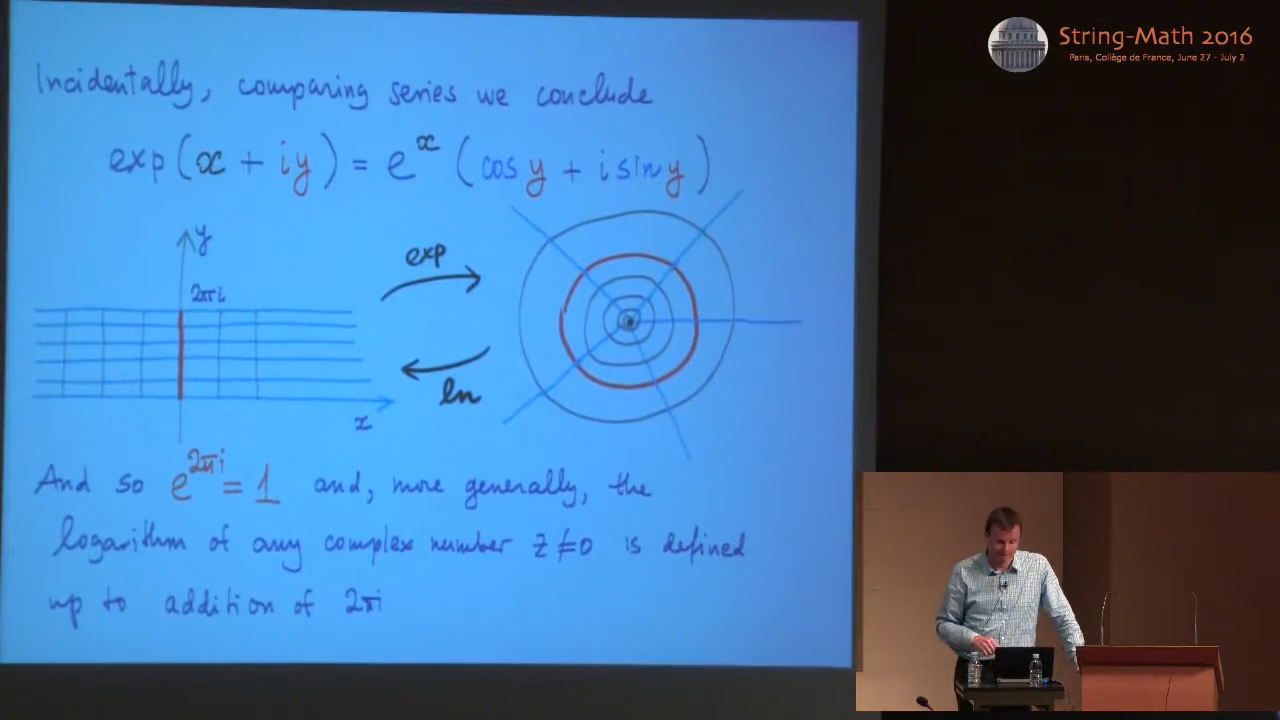 String-Math 2016
Paris, Collège de France, June 27 - July 2
Incidentally, comparing series we conclude
exp(x + iy) = e^x (cos y + i sin y)
y
2πi
exp
ln
x
And so e^{2πi} = 1 and, more generally, the
logarithm of any complex number z ≠ 0 is defined
up to addition of 2πi